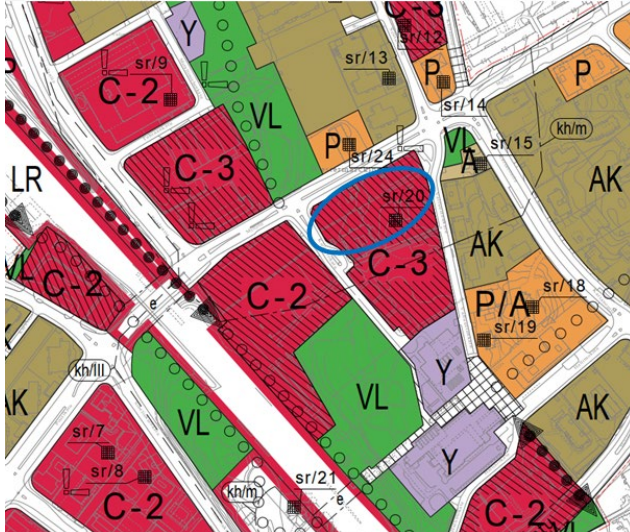 C-3
sr/12
Y
sr/9
C-2
sr/13
P
P
VL
sr/14
kh/m
P
VL
sr/15
A
sr/24
LR
C-3
AK
sr/20
AK
C-3
VL
C-2
C-2
P/A
sr/18
e
sr/19
kh/III
Y
AK
VL
VL
AK
sr/7
Y
sr/8
sr/21
kh/m
C-2
e
C-2